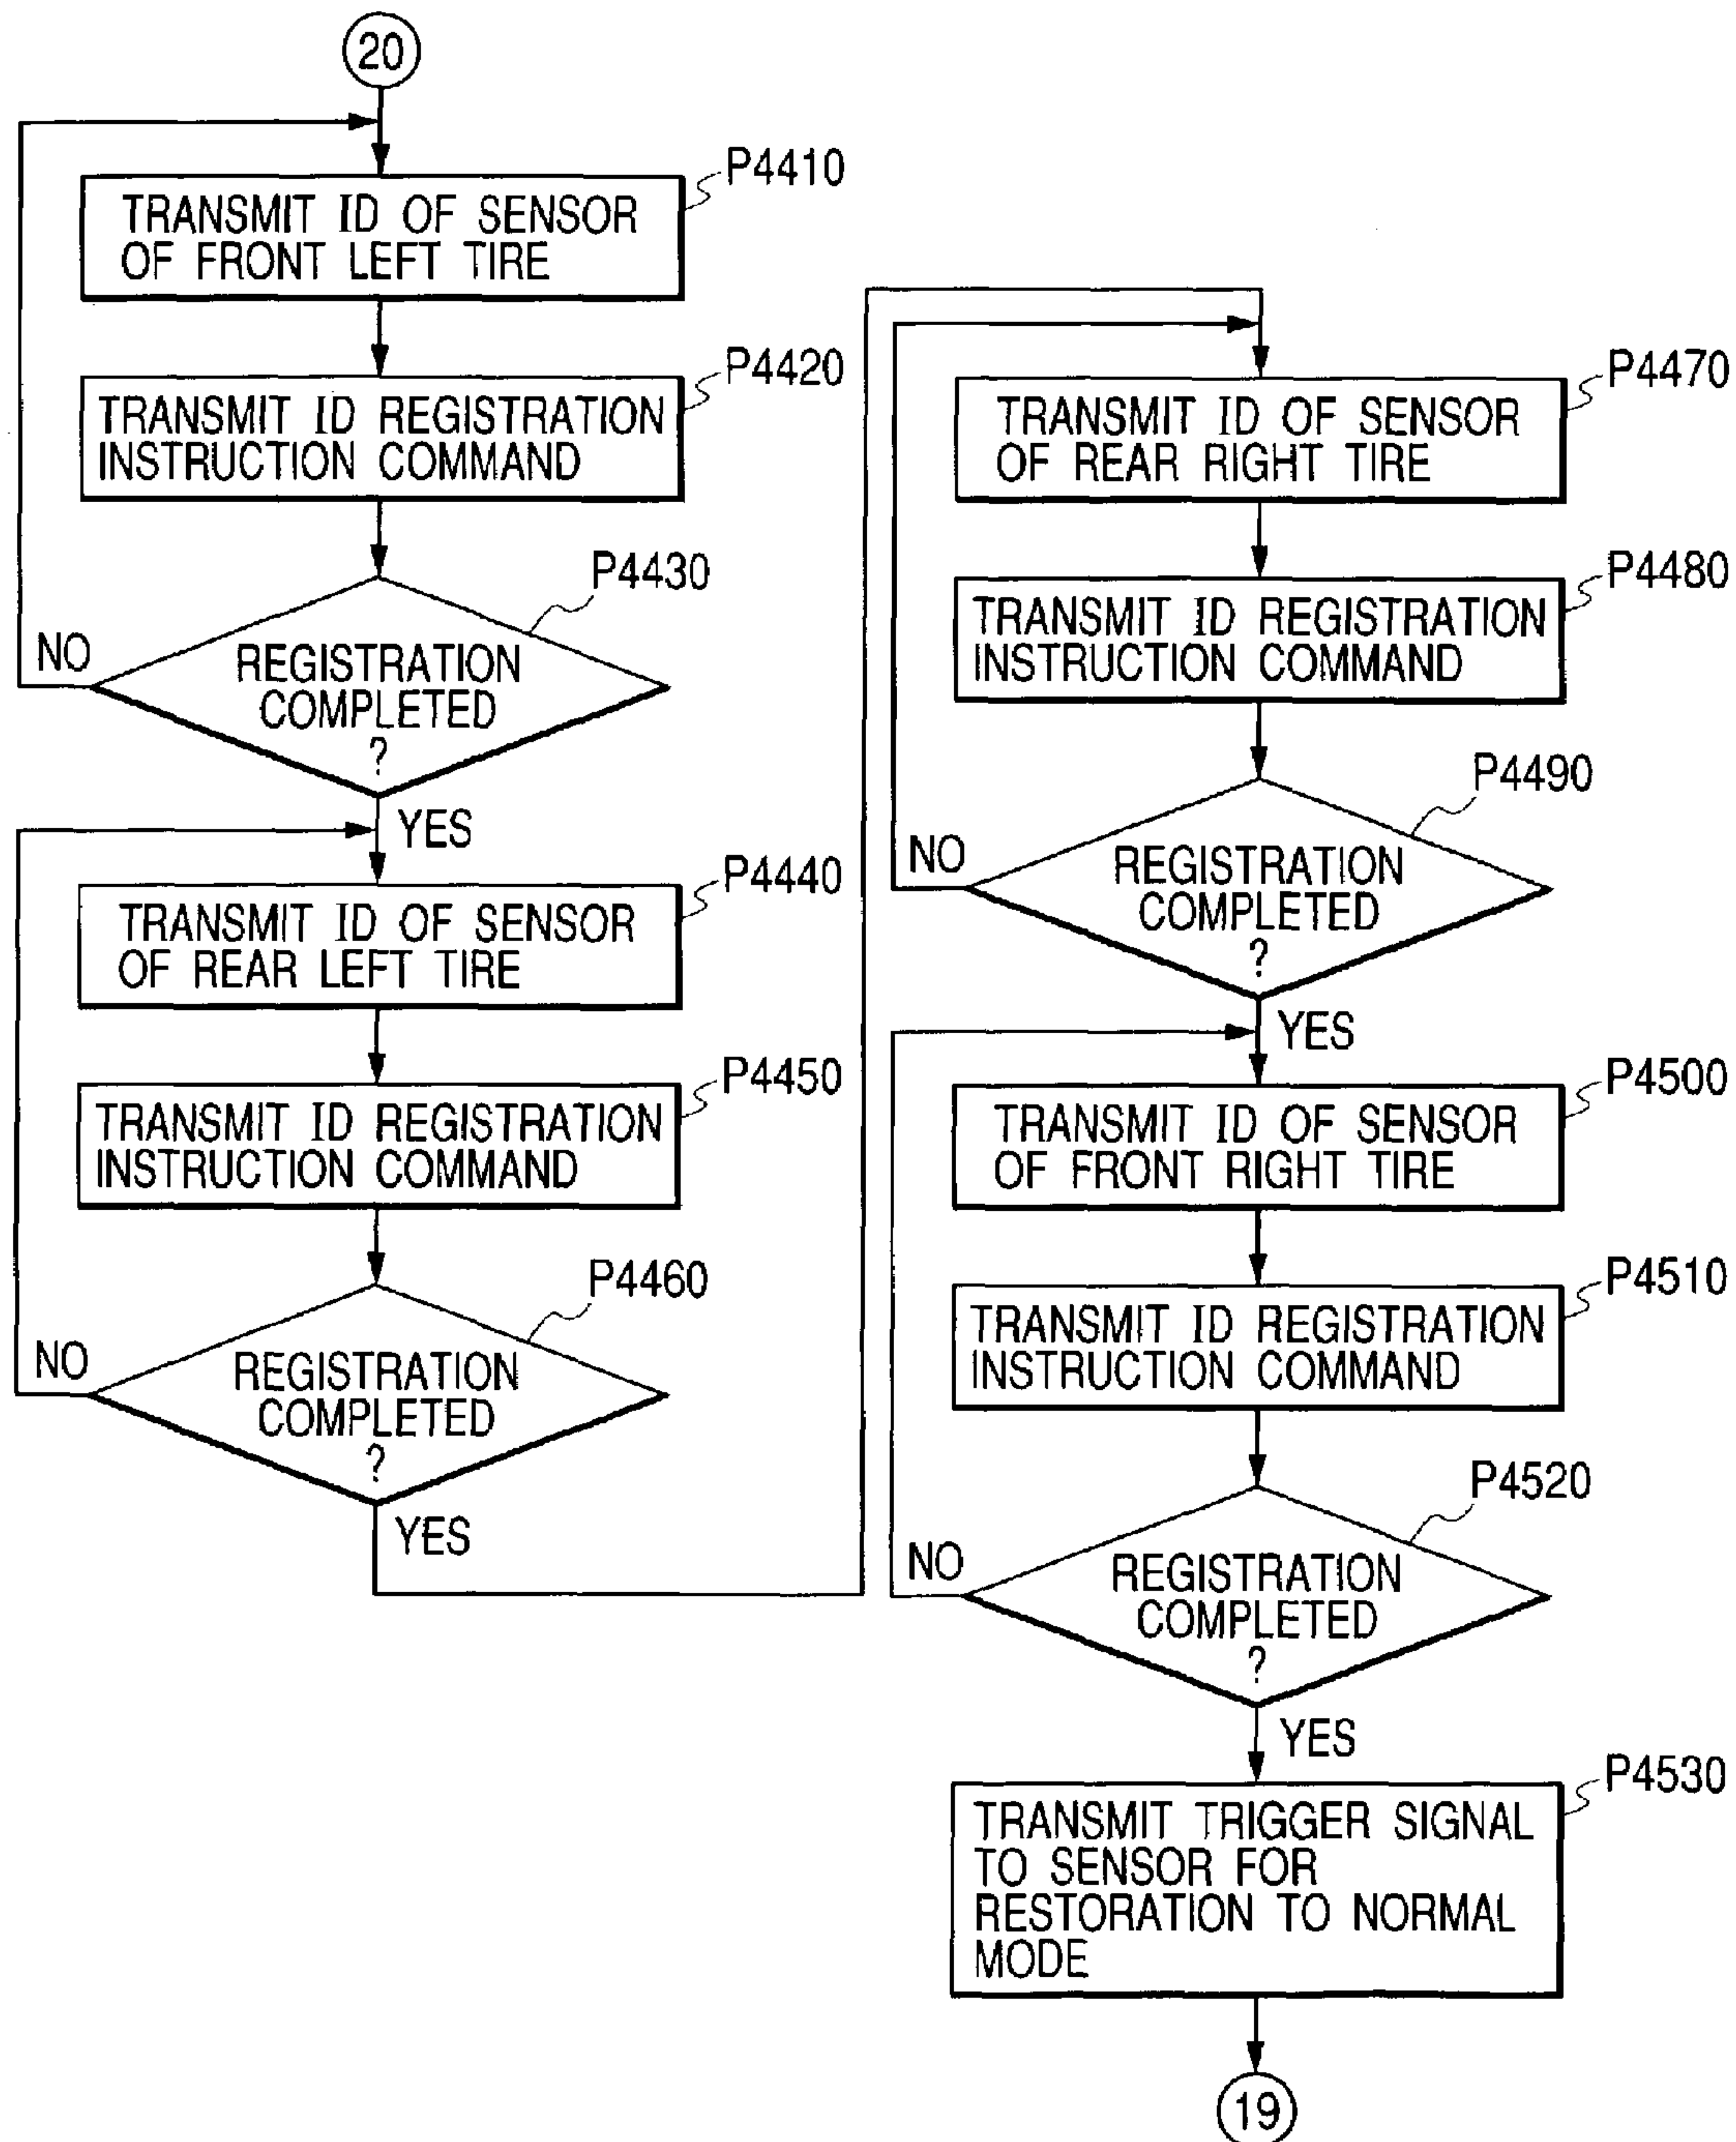 20
P4410
TRANSMIT ID OF SENSOR
OF FRONT LEFT TIRE
P4420
TRANSMIT ID REGISTRATION
INSTRUCTION COMMAND
P4430
NO
REGISTRATION
COMPLETED
?
YES
P4440
TRANSMIT ID OF SENSOR
OF REAR LEFT TIRE
P4450
TRANSMIT ID REGISTRATION
INSTRUCTION COMMAND
P4460
NO
REGISTRATION
COMPLETED
?
YES
P4470
TRANSMIT ID OF SENSOR
OF REAR RIGHT TIRE
P4480
TRANSMIT ID REGISTRATION
INSTRUCTION COMMAND
P4490
NO
REGISTRATION
COMPLETED
?
YES
P4500
TRANSMIT ID OF SENSOR
OF FRONT RIGHT TIRE
P4510
TRANSMIT ID REGISTRATION
INSTRUCTION COMMAND
P4520
NO
REGISTRATION
COMPLETED
?
YES
P4530
TRANSMIT TRIGGER SIGNAL
TO SENSOR FOR
RESTORATION TO NORMAL
MODE
19